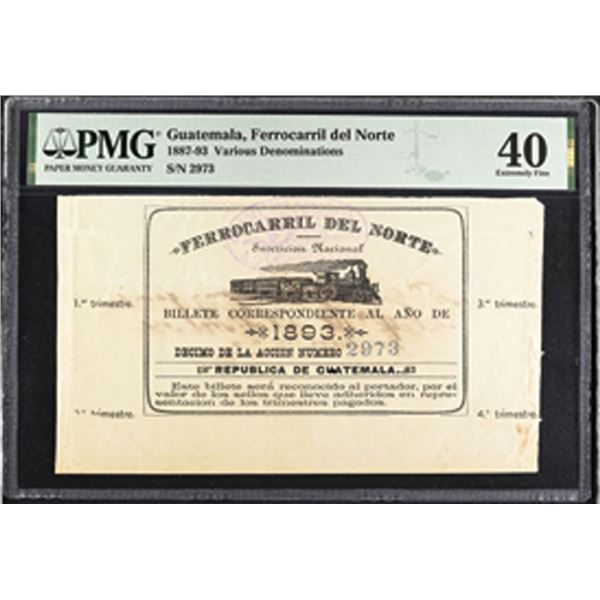 PMG
PAPER MONEY GUARANTY
Guatemala, Ferrocarril del Norte
1887-93 Various Denominations
S/N 2973
40
Extremely Fine
FERROCARRIL DEL NORTE
Suscricion Nacional
1.er trimestre.
3.er trimestre.
BILLETE CORRESPONDIENTE AL AÑO DE
1893.
DECIMO DE LA ACCION NUMERO 2973
REPUBLICA DE GUATEMALA
Este billete será reconocido al portador, por el
valor de los sellos que lleve adheridos en repre-
sentacion de los trimestres pagados.
trimestre.
4.º trimestre.